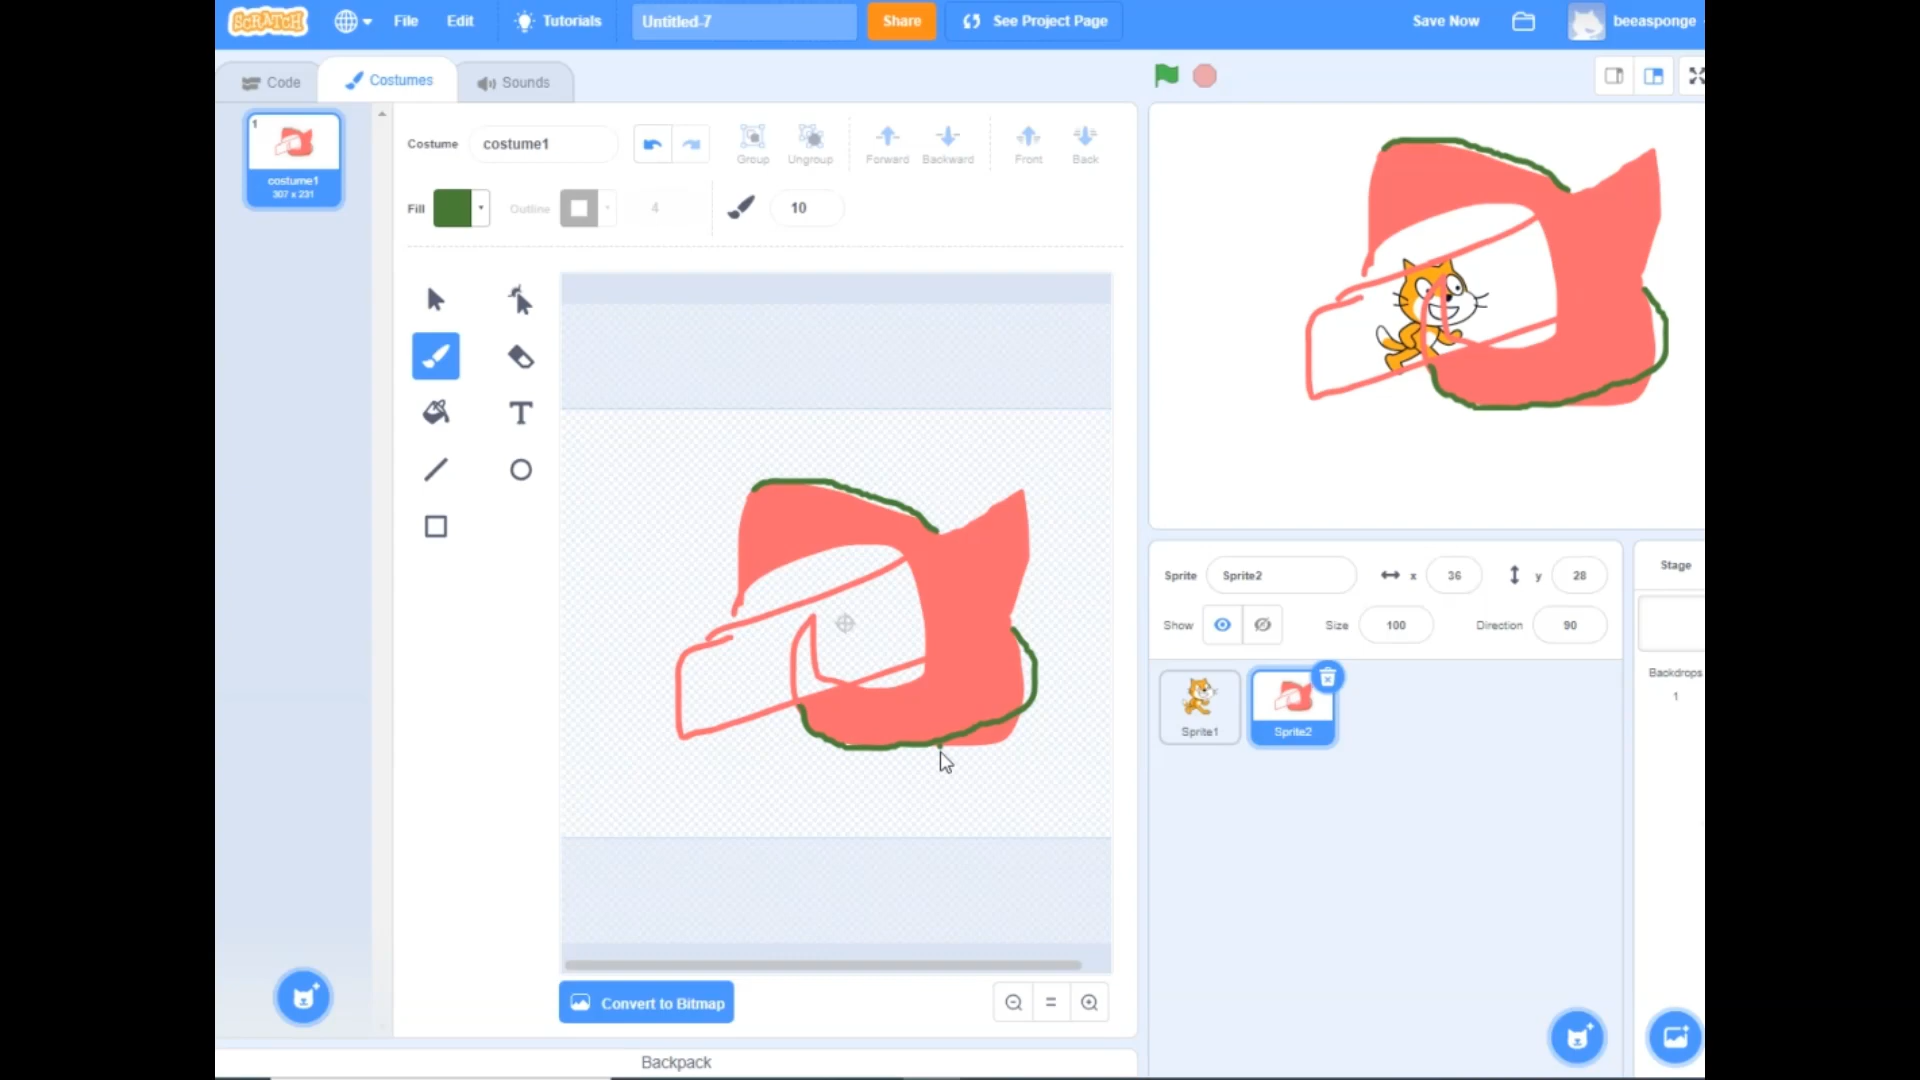 SCRATCH
File
Edit
Tutorials
Untitled-7
Share
See Project Page
Save Now
beeasponge
Code
Costumes
Sounds
1
costume1
307 x 231
Costume
costume1
Group
Ungroup
Forward
Backward
Front
Back
Fill
Outline
4
10
T
Convert to Bitmap
Backpack
Sprite
Sprite2
x
36
y
28
Show
Size
100
Direction
90
Sprite1
Sprite2
Stage
Backdrops
1